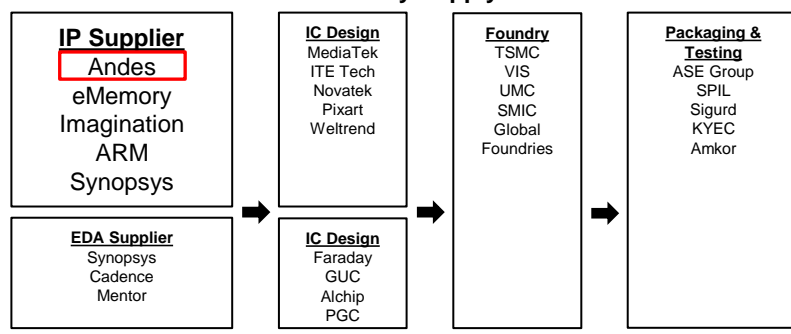 IP Supplier
Andes
eMemory
Imagination
ARM
Synopsys
EDA Supplier
Synopsys
Cadence
Mentor
IC Design
MediaTek
ITE Tech
Novatek
Pixart
Weltrend
IC Design
Faraday
GUC
Alchip
PGC
Foundry
TSMC
VIS
UMC
SMIC
Global
Foundries
Packaging &
Testing
ASE Group
SPIL
Sigurd
KYEC
Amkor